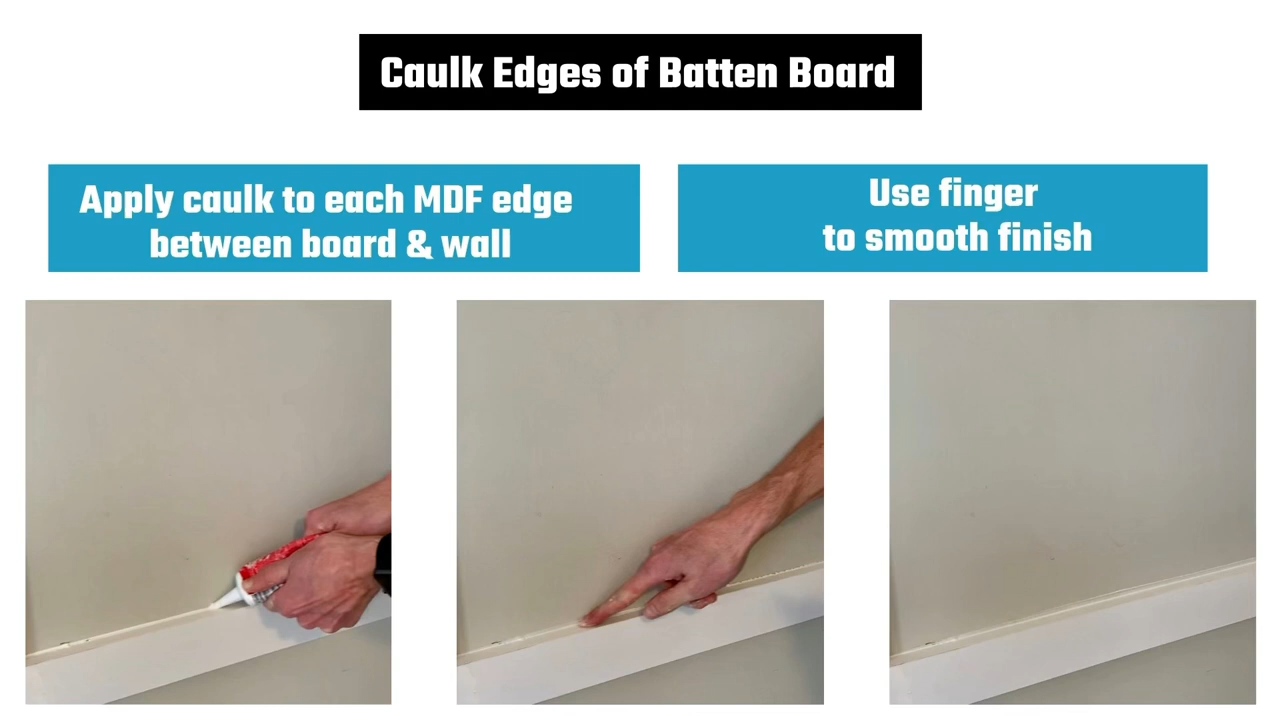 Caulk Edges of Batten Board
Apply caulk to each MDF edge
between board & wall
Use finger
to smooth finish